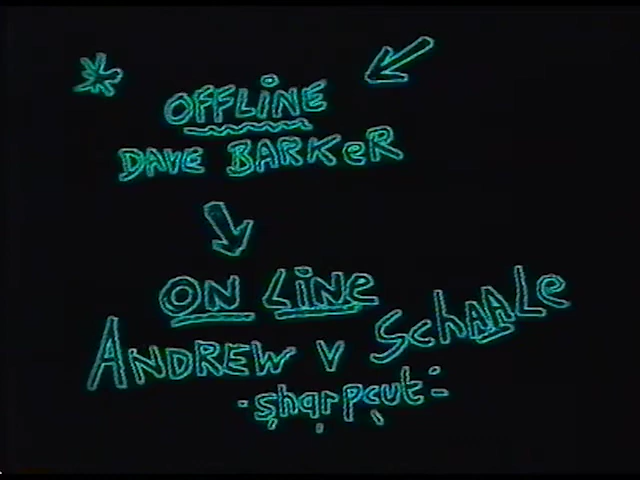 OFFLINE
DAVE BARKER
ON LINE
ANDREW V SCHAALE
-sharpcut-